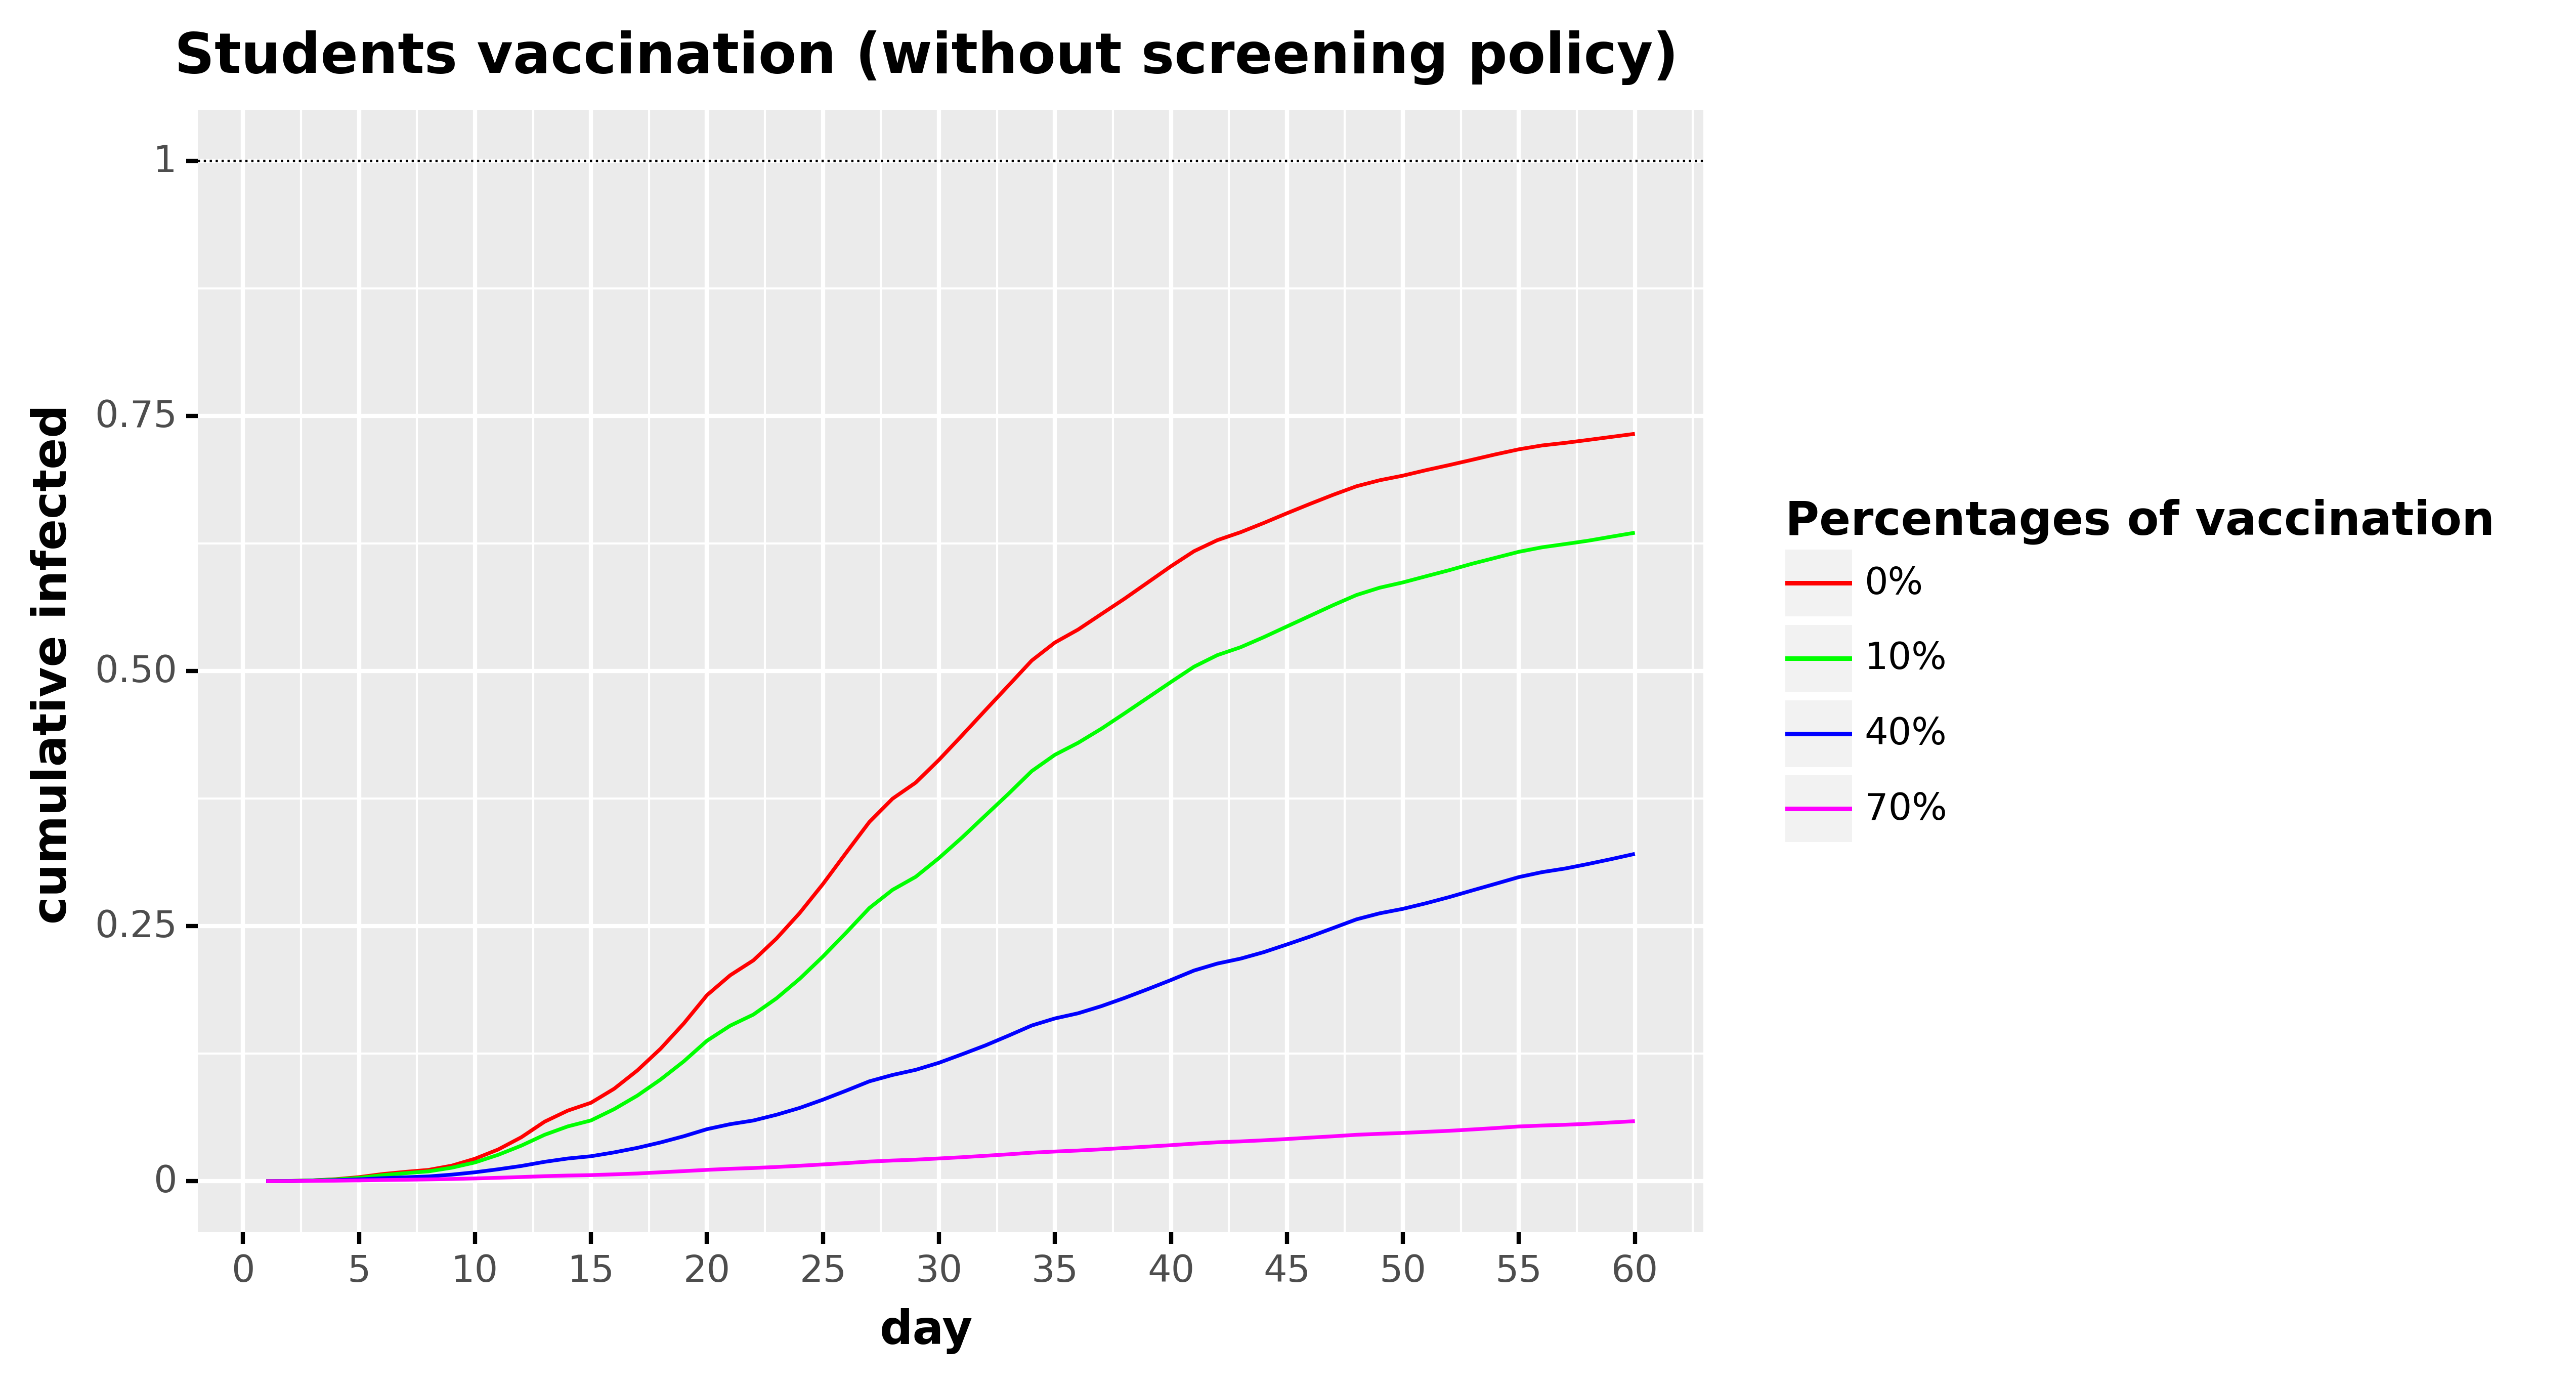 Students vaccination (without screening policy)
cumulative infected
1
0.75
0.50
0.25
0
0 5 10 15 20 25 30 35 40 45 50 55 60
day
Percentages of vaccination
0%
10%
40%
70%